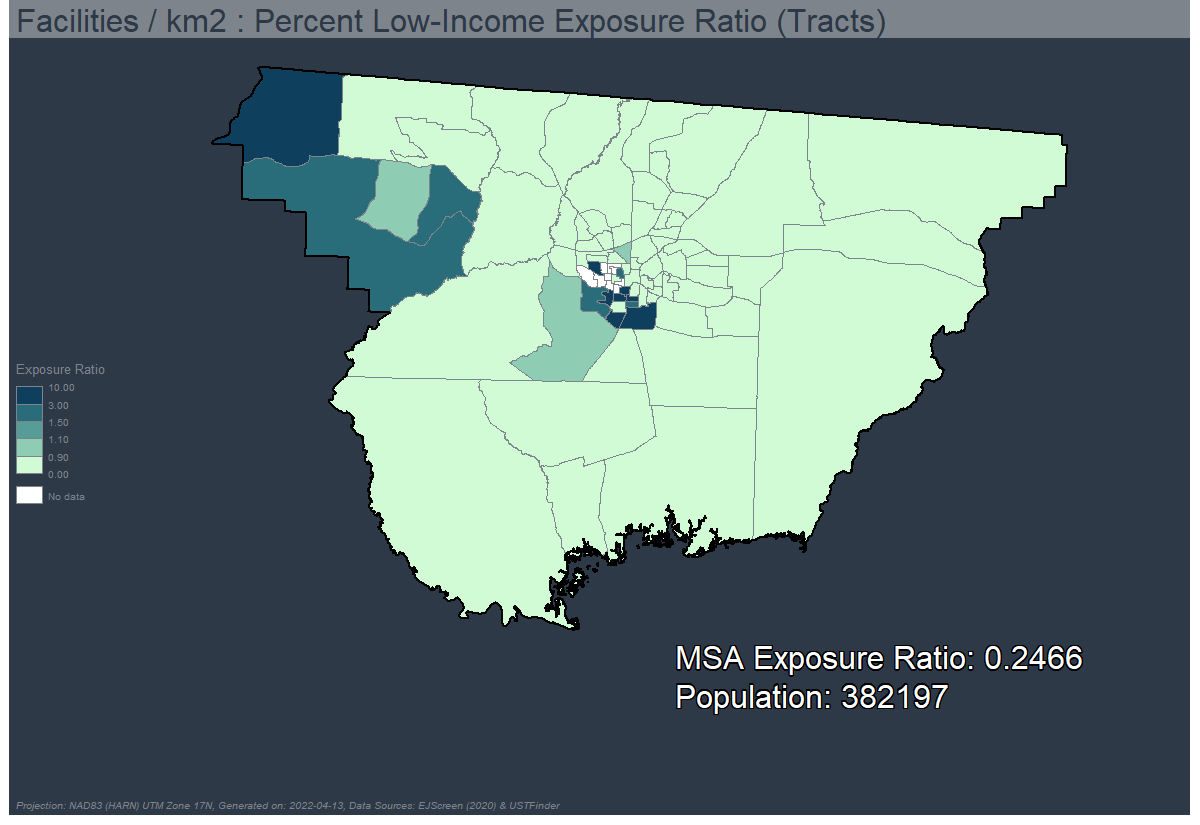 Facilities / km2 : Percent Low-Income Exposure Ratio (Tracts)
Exposure Ratio
10.00
3.00
1.50
1.10
0.90
0.00
No data
MSA Exposure Ratio: 0.2466
Population: 382197
Projection: NAD83 (HARN) UTM Zone 17N, Generated on: 2022-04-13, Data Sources: EJScreen (2020) & USTFinder